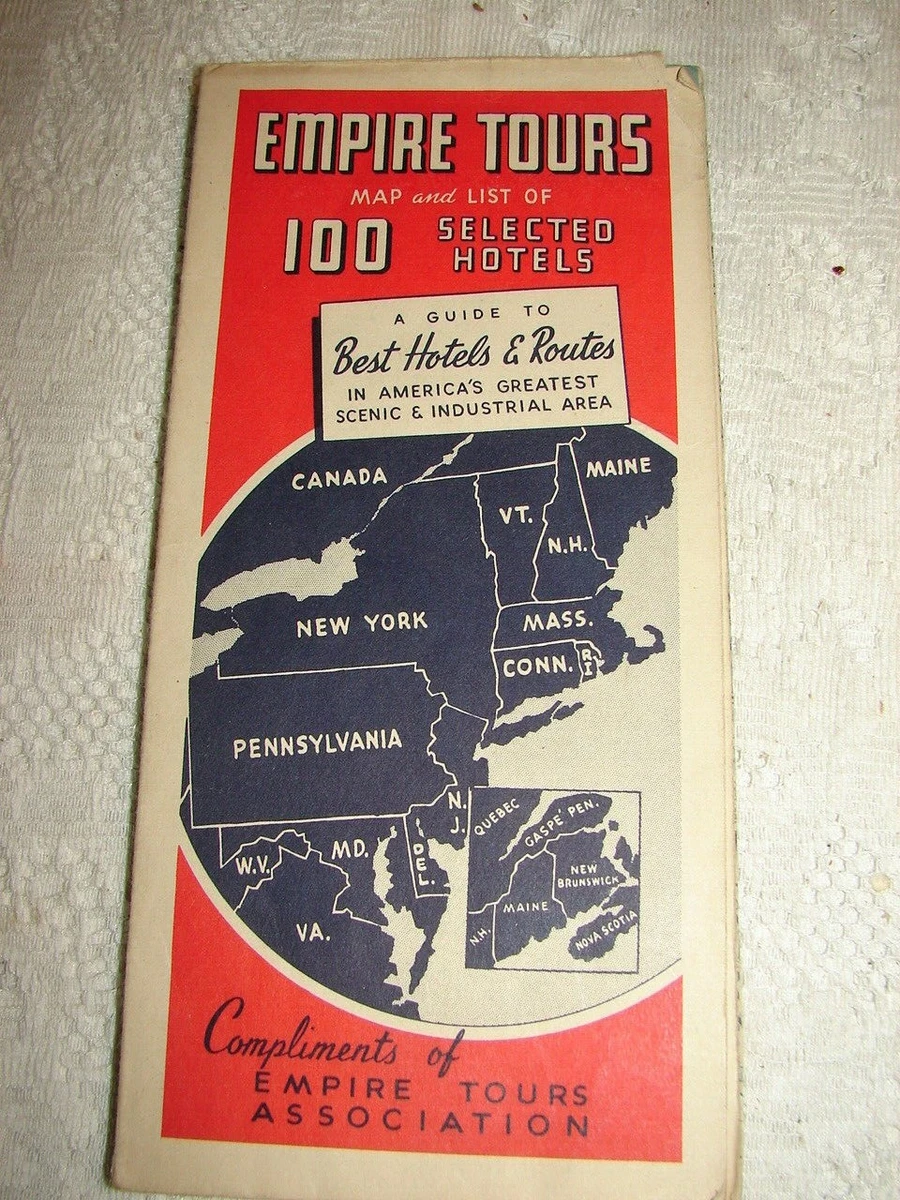 EMPIRE TOURS
MAP and LIST OF
100 SELECTED
HOTELS
A GUIDE TO
Best Hotels & Routes
IN AMERICA'S GREATEST
SCENIC & INDUSTRIAL AREA
CANADA
MAINE
VT.
N.H.
NEW YORK
MASS.
CONN.
R.I.
PENNSYLVANIA
N.
J.
W.V.
MD.
DEL.
VA.
QUEBEC
GASPE' PEN.
NEW
BRUNSWICK
MAINE
N.H.
NOVA SCOTIA
Compliments of
EMPIRE TOURS
ASSOCIATION